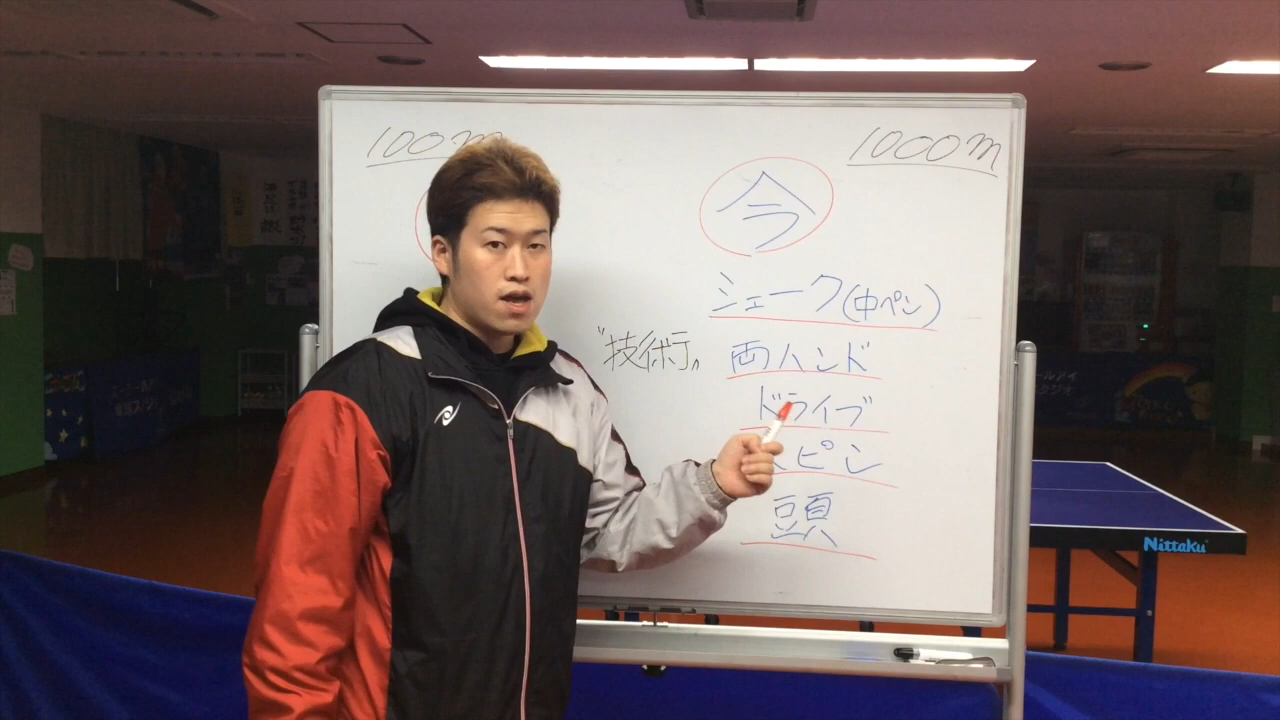 100m
1000m
今
シェーク(中ペン)
"技術"
両ハンド
ドライブ
スピン
頭
Nittaku